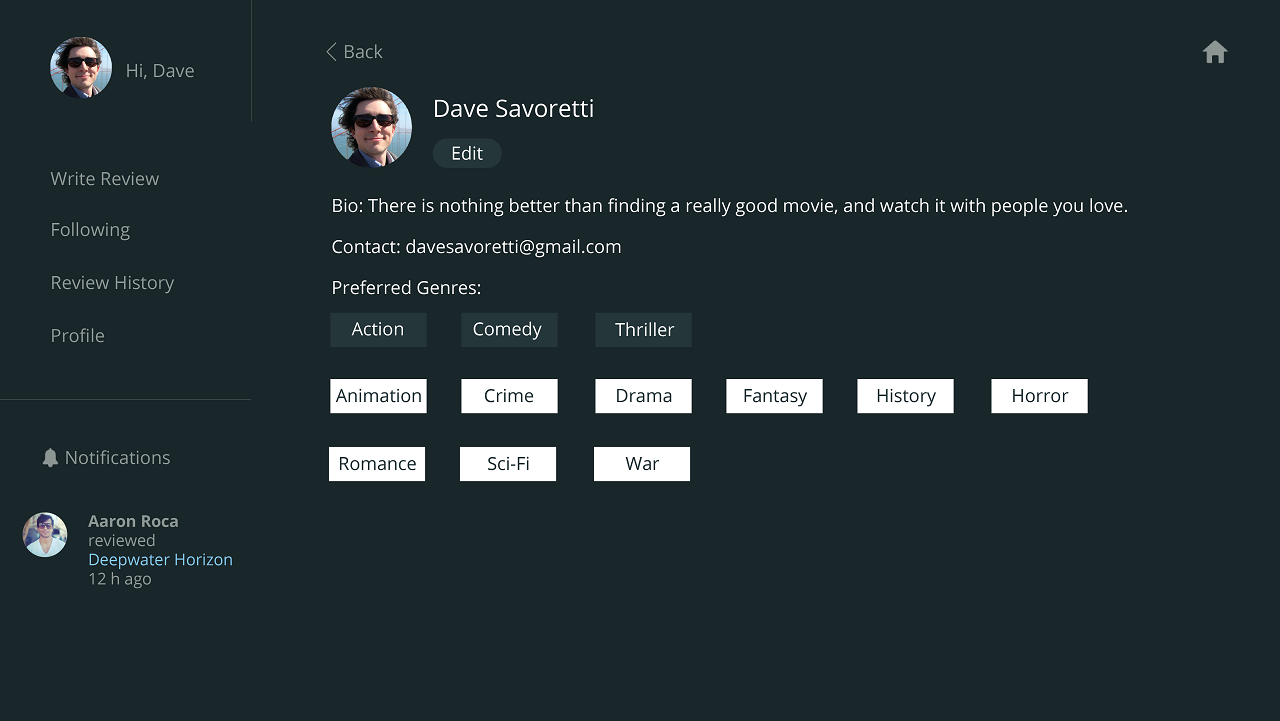 Hi, Dave
Write Review
Following
Review History
Profile
Notifications
Aaron Roca
reviewed
Deepwater Horizon
12 h ago
Back
Dave Savoretti
Edit
Bio: There is nothing better than finding a really good movie, and watch it with people you love.
Contact: davesavoretti@gmail.com
Preferred Genres:
Action Comedy Thriller
Animation Crime Drama Fantasy History Horror
Romance Sci-Fi War